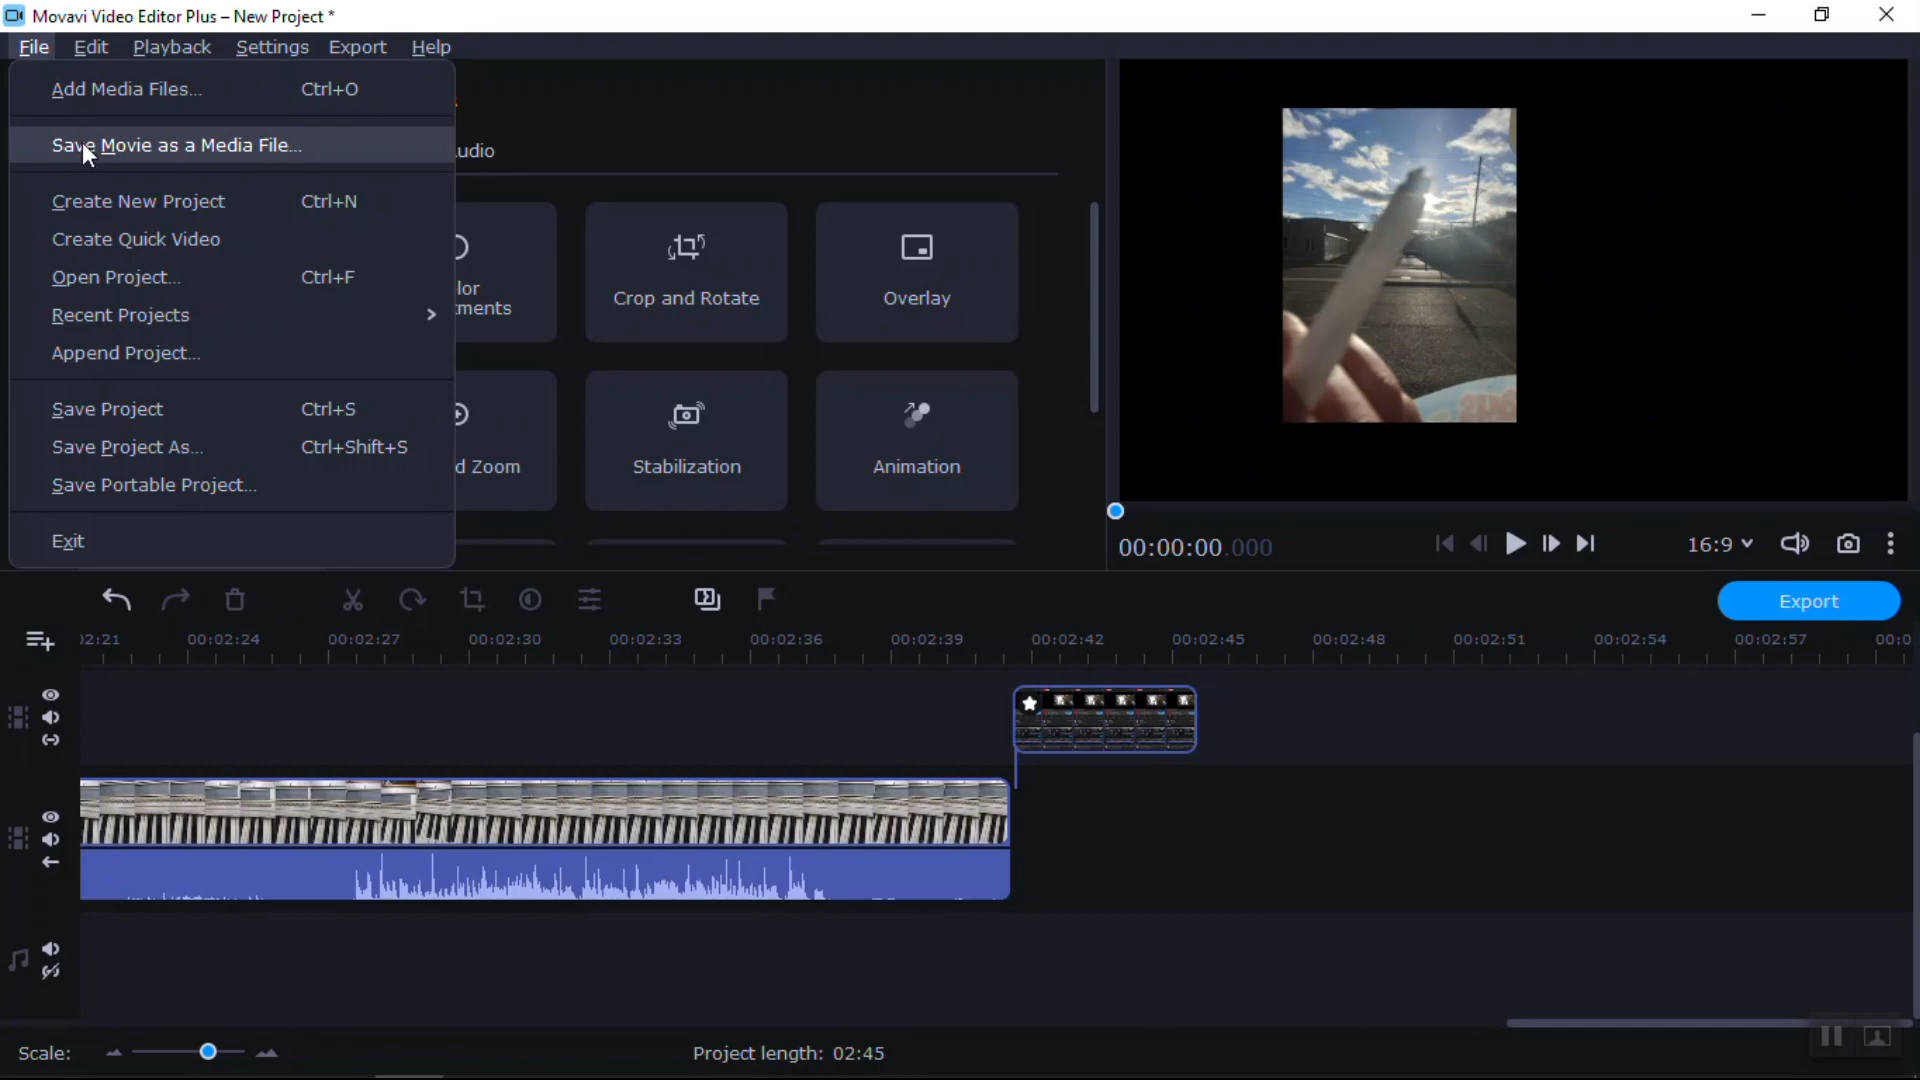 Movavi Video Editor Plus – New Project *
File Edit Playback Settings Export Help
Add Media Files... Ctrl+O
Save Movie as a Media File...
Create New Project Ctrl+N
Create Quick Video
Open Project... Ctrl+F
Recent Projects
Append Project...
Save Project Ctrl+S
Save Project As... Ctrl+Shift+S
Save Portable Project...
Exit
udio
lor
tments
Crop and Rotate
Overlay
d Zoom
Stabilization
Animation
00:00:00.000
16:9
Export
02:21 00:02:24 00:02:27 00:02:30 00:02:33 00:02:36 00:02:39 00:02:42 00:02:45 00:02:48 00:02:51 00:02:54 00:02:57 00:0
Scale:
Project length: 02:45